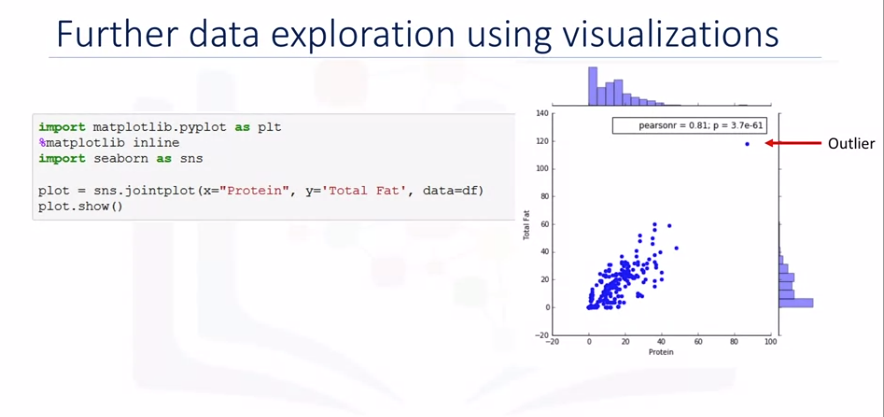 Further data exploration using visualizations
import matplotlib.pyplot as plt
%matplotlib inline
import seaborn as sns
plot = sns.jointplot(x="Protein", y='Total Fat', data=df)
plot.show()
140
120
100
80
60
40
20
0
−20
Total Fat
pearsonr = 0.81; p = 3.7e-61
Outlier
−20
0
20
40
60
80
100
Protein